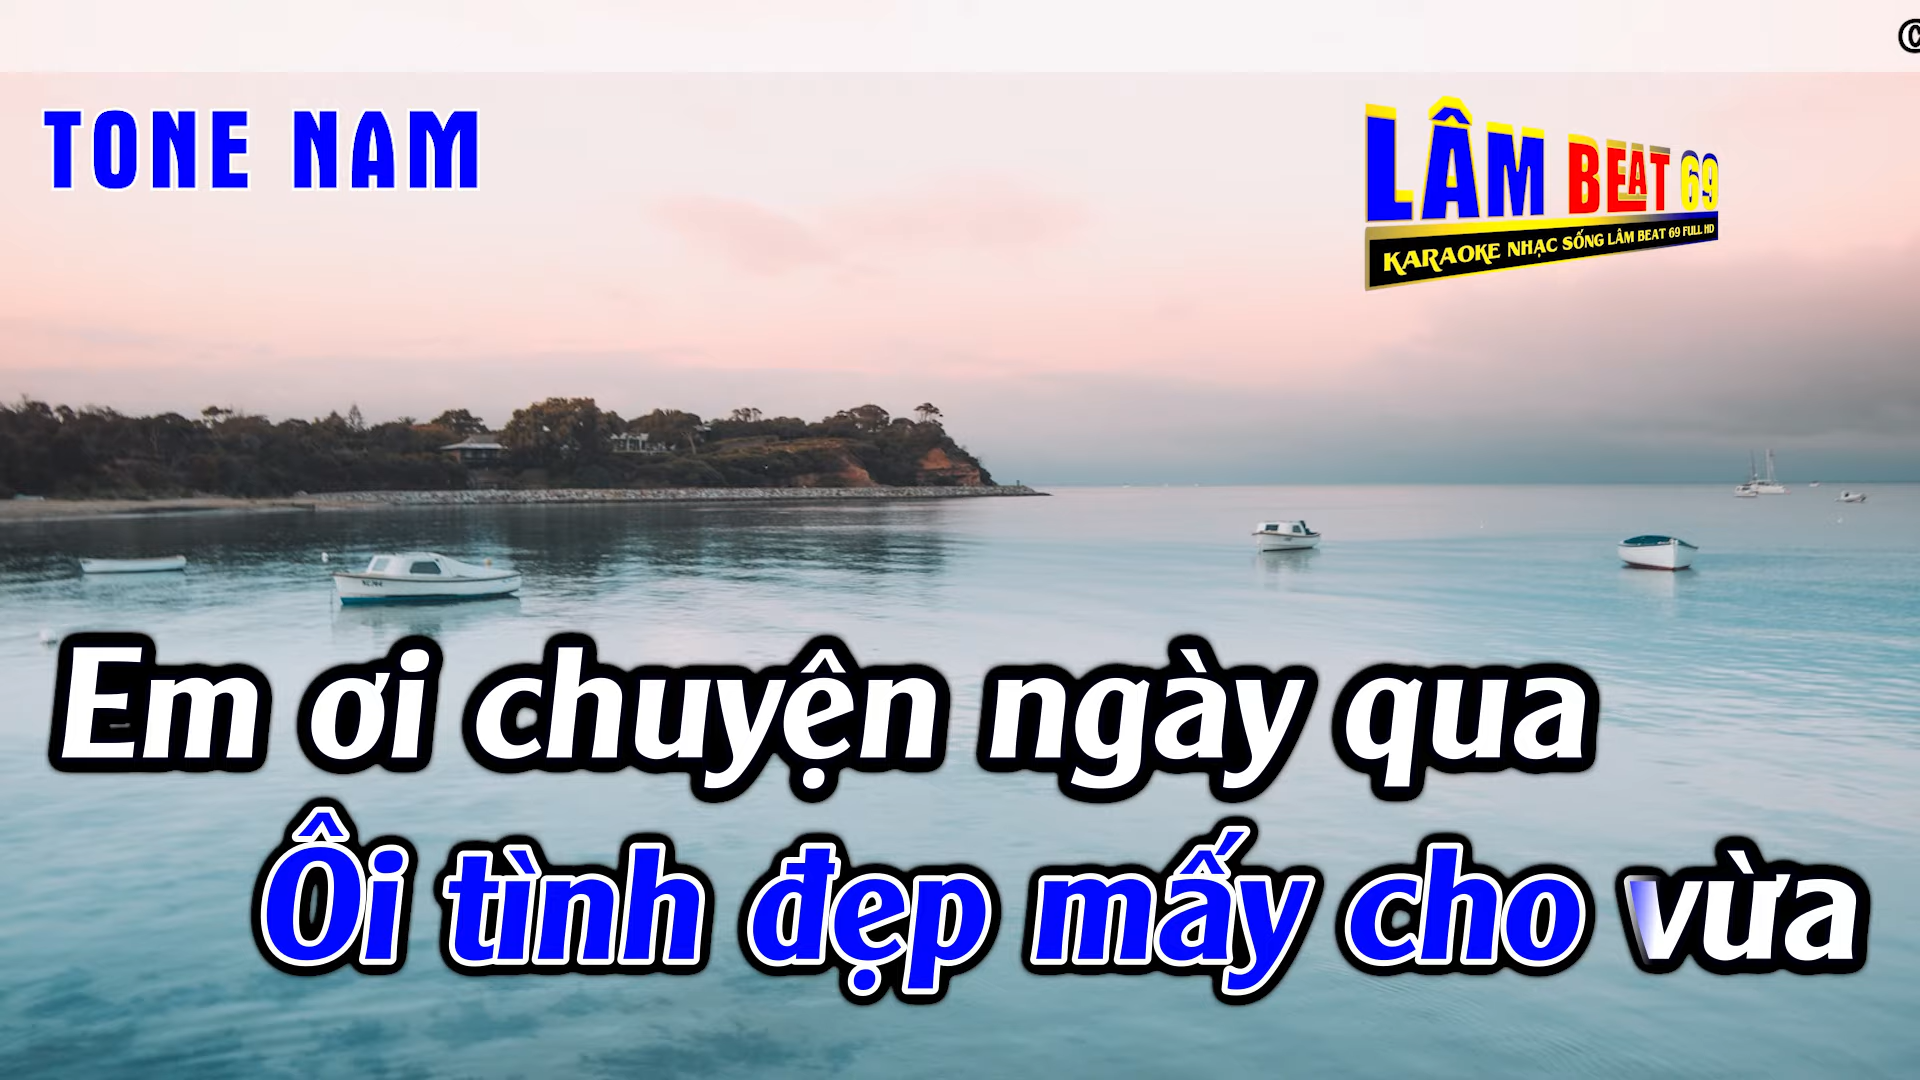 ©
TONE NAM
LÂM BEAT 69
KARAOKE NHẠC SỐNG LÂM BEAT 69 FULL HD
Em ơi chuyện ngày qua
Ôi tình đẹp mấy cho vừa